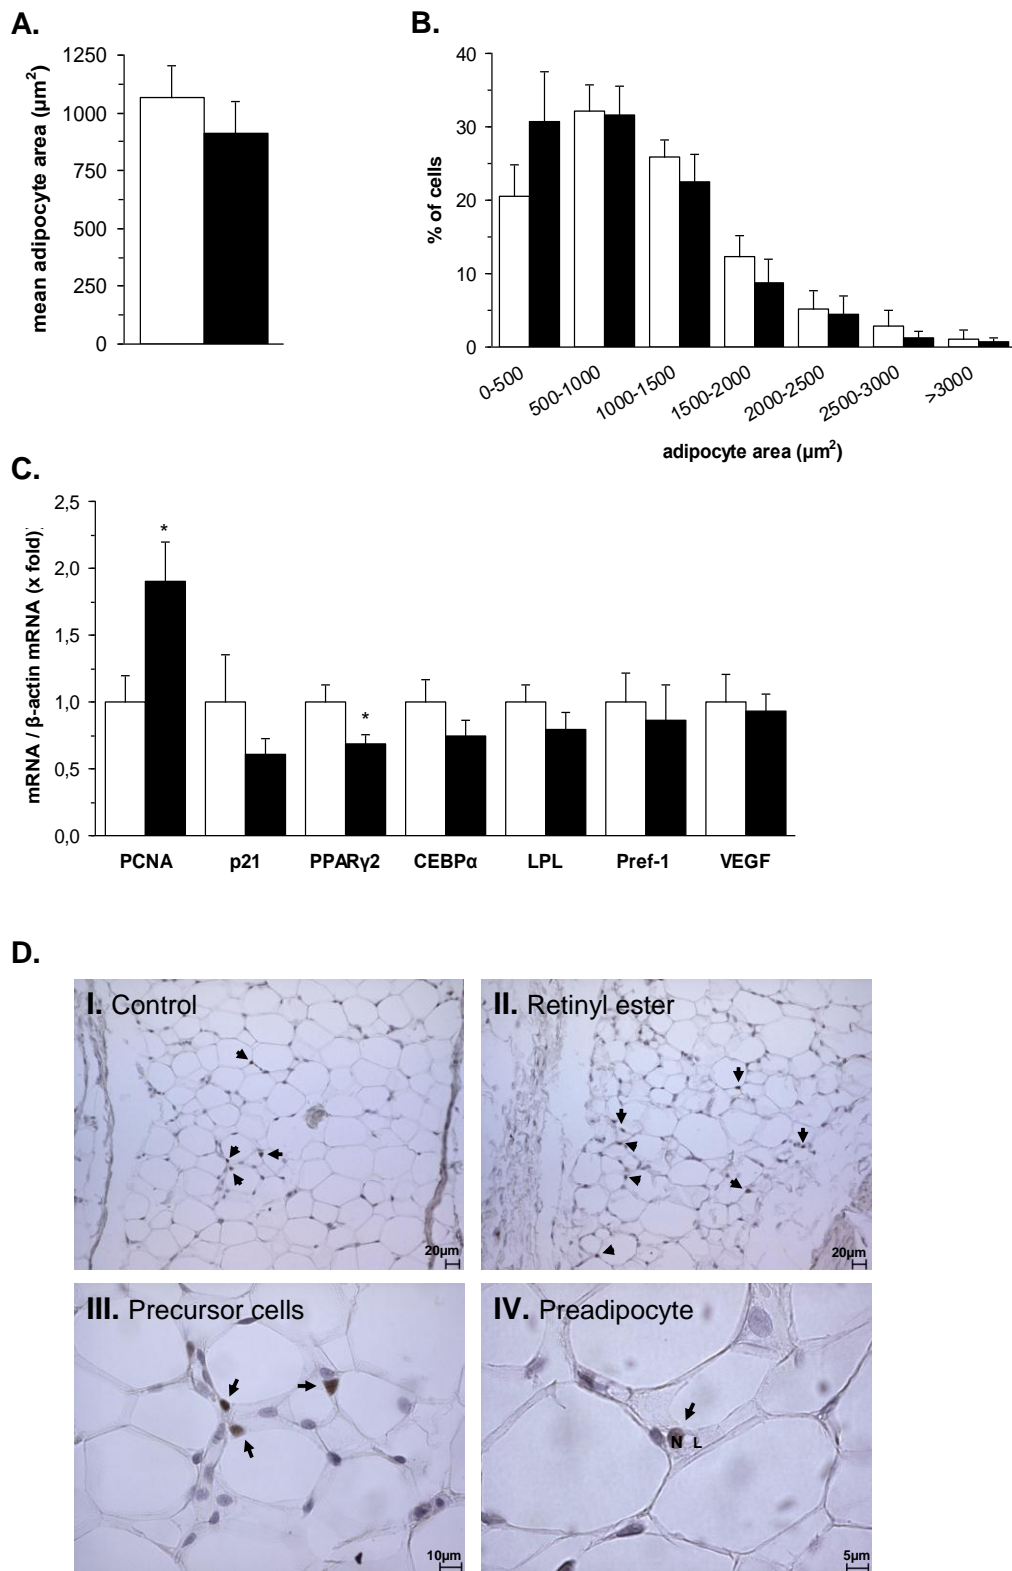 A.
mean adipocyte area (µm²)
1250
1000
750
500
250
0
B.
% of cells
40
30
20
10
0
0-500
500-1000
1000-1500
1500-2000
2000-2500
2500-3000
>3000
adipocyte area (µm²)
C.
mRNA / β-actin mRNA (x fold)
2,5
2,0
1,5
1,0
0,5
0,0
*
*
PCNA
p21
PPARγ2
CEBPα
LPL
Pref-1
VEGF
D.
I. Control
20µm
II. Retinyl ester
20µm
III. Precursor cells
10µm
IV. Preadipocyte
N L
5µm